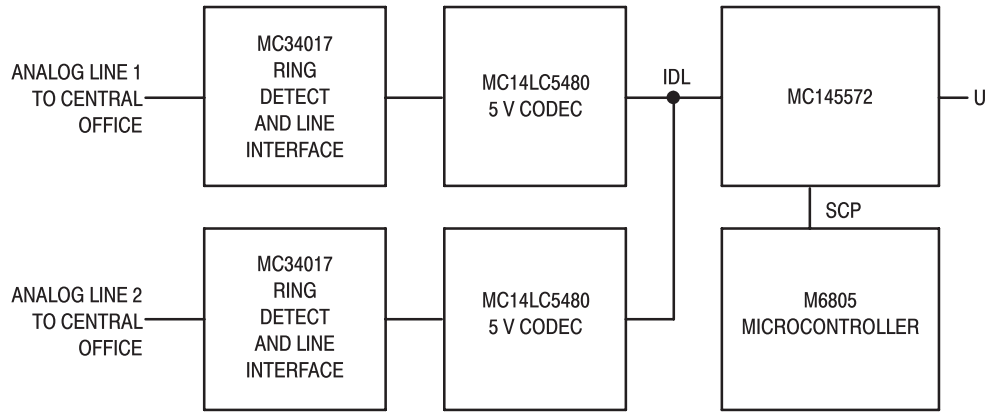 ANALOG LINE 1
TO CENTRAL
OFFICE
MC34017
RING
DETECT
AND LINE
INTERFACE
MC14LC5480
5 V CODEC
IDL
MC145572
U
SCP
ANALOG LINE 2
TO CENTRAL
OFFICE
MC34017
RING
DETECT
AND LINE
INTERFACE
MC14LC5480
5 V CODEC
M6805
MICROCONTROLLER